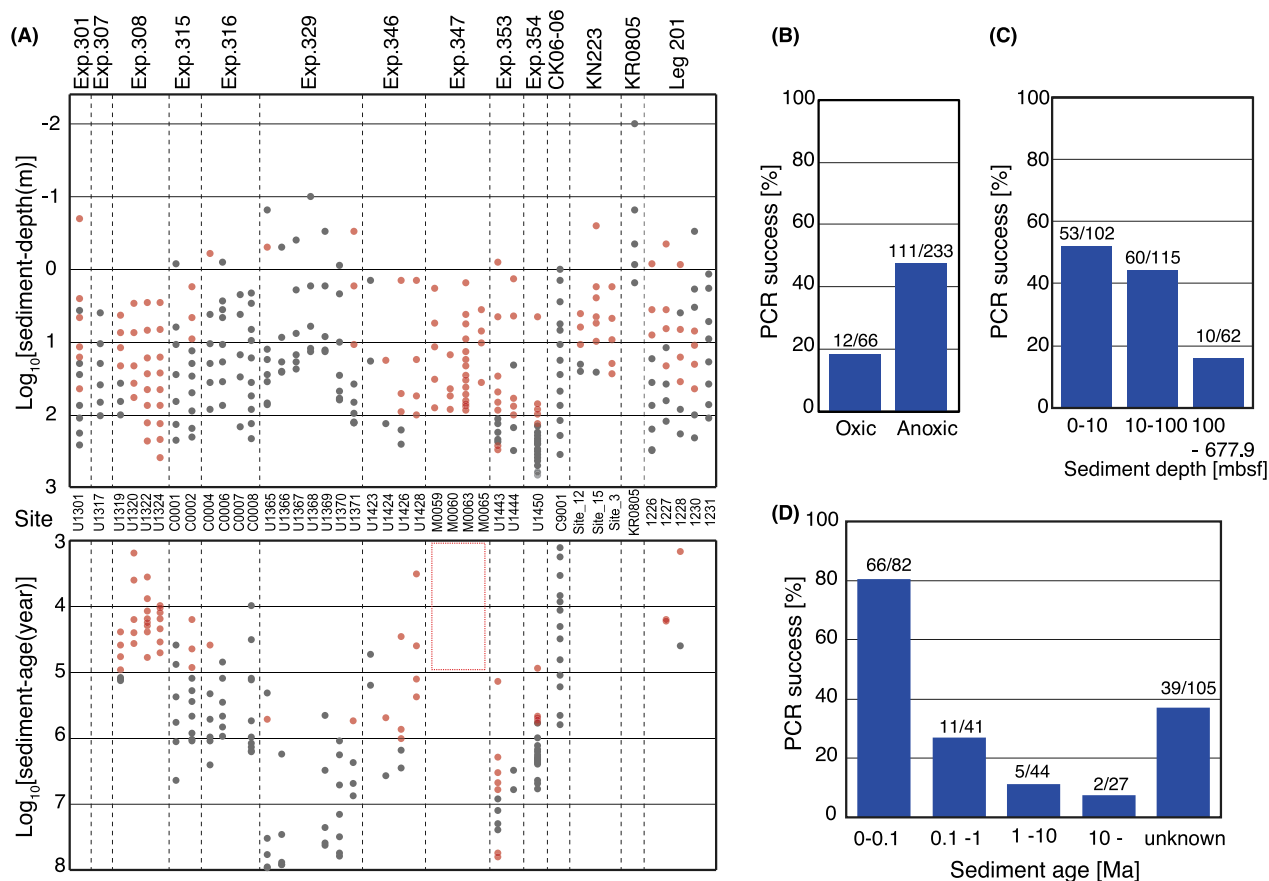 (A)
Exp.301
Exp.307
Exp.308
Exp.315
Exp.316
Exp.329
Exp.346
Exp.347
Exp.353
Exp.354
CK06-06
KN223
KR0805
Leg 201
Log10[sediment-depth(m)]
-2
-1
0
1
2
3
Site
U1301
U1317
U1319
U1320
U1322
U1324
C0001
C0002
C0004
C0006
C0007
C0008
U1365
U1366
U1367
U1368
U1369
U1370
U1371
U1423
U1424
U1426
U1428
M0059
M0060
M0063
M0065
U1443
U1444
U1450
C9001
Site_12
Site_15
Site_3
KR0805
1226
1227
1228
1230
1231
Log10[sediment-age(year)]
3
4
5
6
7
8
(B)
PCR success [%]
100
80
60
40
20
0
12/66
111/233
Oxic
Anoxic
(C)
PCR success [%]
100
80
60
40
20
0
53/102
60/115
10/62
0-10
10-100
100
- 677.9
Sediment depth [mbsf]
(D)
PCR success [%]
100
80
60
40
20
0
66/82
11/41
5/44
2/27
39/105
0-0.1
0.1 -1
1 -10
10 -
unknown
Sediment age [Ma]